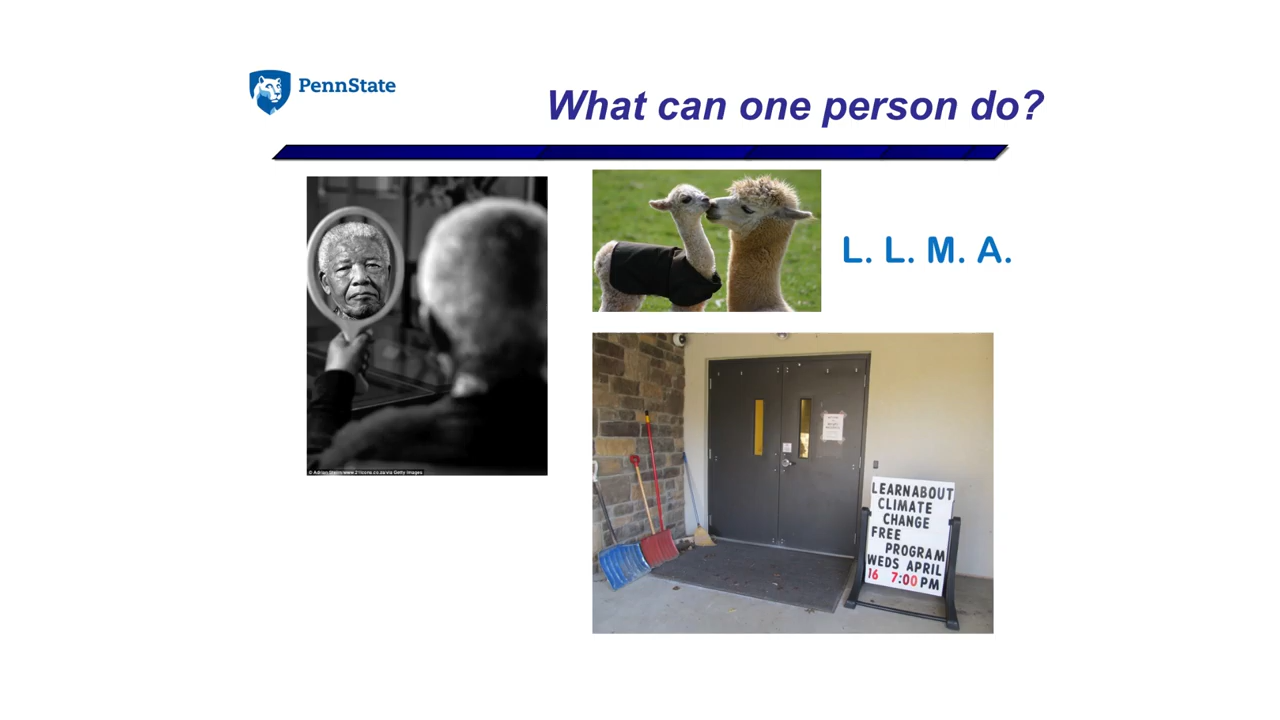 PennState
What can one person do?
L. L. M. A.
LEARNABOUT
CLIMATE
CHANGE
FREE
PROGRAM
WEDS APRIL
16 7:00 PM